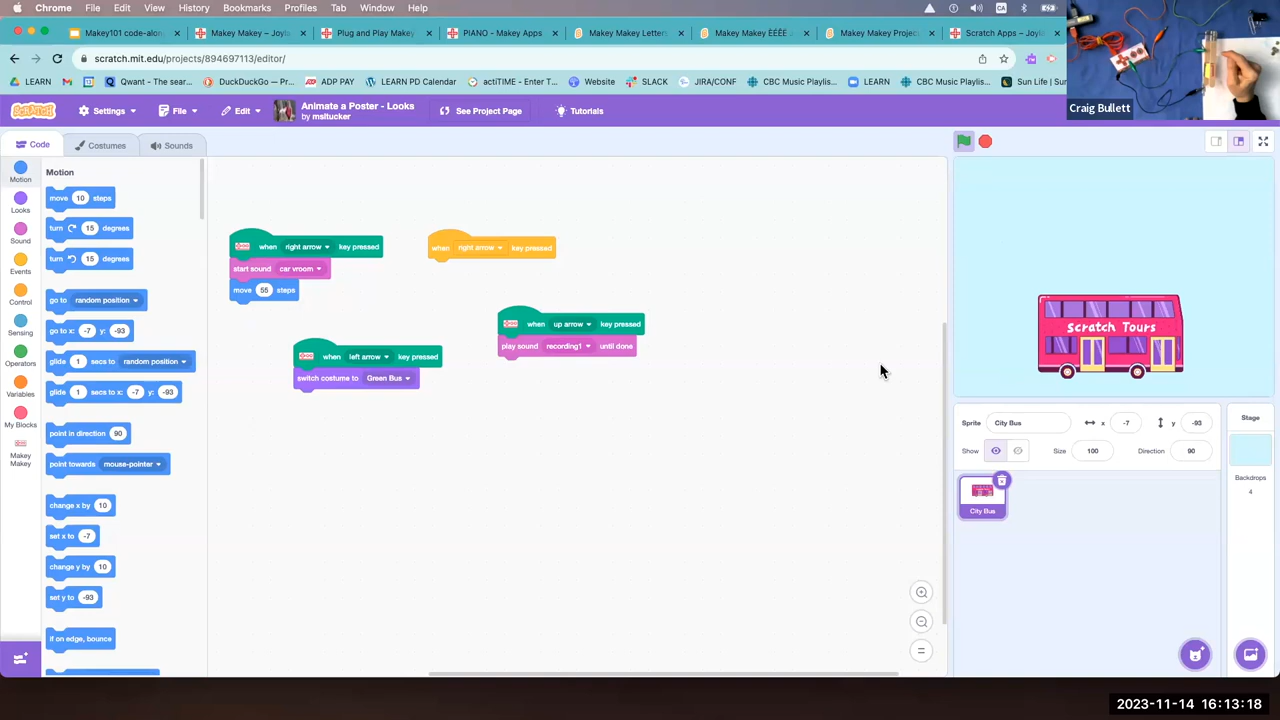 Chrome File Edit View History Bookmarks Profiles Tab Window Help
CA
Makey101 code-along
Makey Makey – Joyl
Plug and Play Makey
PIANO - Makey Apps
Makey Makey Letters
Makey Makey ÉÈÊË
Makey Makey Projec
Scratch Apps – Joyl
scratch.mit.edu/projects/894697113/editor/
LEARN
Qwant - The sear...
DuckDuckGo — Pr...
ADP PAY
LEARN PD Calendar
actiTIME - Enter T...
Website
SLACK
JIRA/CONF
CBC Music Playlis...
LEARN
CBC Music Playlis...
Sun Life | Su
Craig Bullett
SCRATCH
Settings
File
Edit
Animate a Poster - Looks
by msltucker
See Project Page
Tutorials
Code
Costumes
Sounds
Motion
Looks
Sound
Events
Control
Sensing
Operators
Variables
My Blocks
Makey
Makey
Motion
move 10 steps
turn 15 degrees
turn 15 degrees
go to random position
go to x: -7 y: -93
glide 1 secs to random position
glide 1 secs to x: -7 y: -93
point in direction 90
point towards mouse-pointer
change x by 10
set x to -7
change y by 10
set y to -93
if on edge, bounce
when right arrow key pressed
start sound car vroom
move 55 steps
when right arrow key pressed
when up arrow key pressed
play sound recording1 until done
when left arrow key pressed
switch costume to Green Bus
Scratch Tours
Sprite City Bus x -7 y -93
Show Size 100 Direction 90
City Bus
Stage
Backdrops
4
2023-11-14 16:13:18